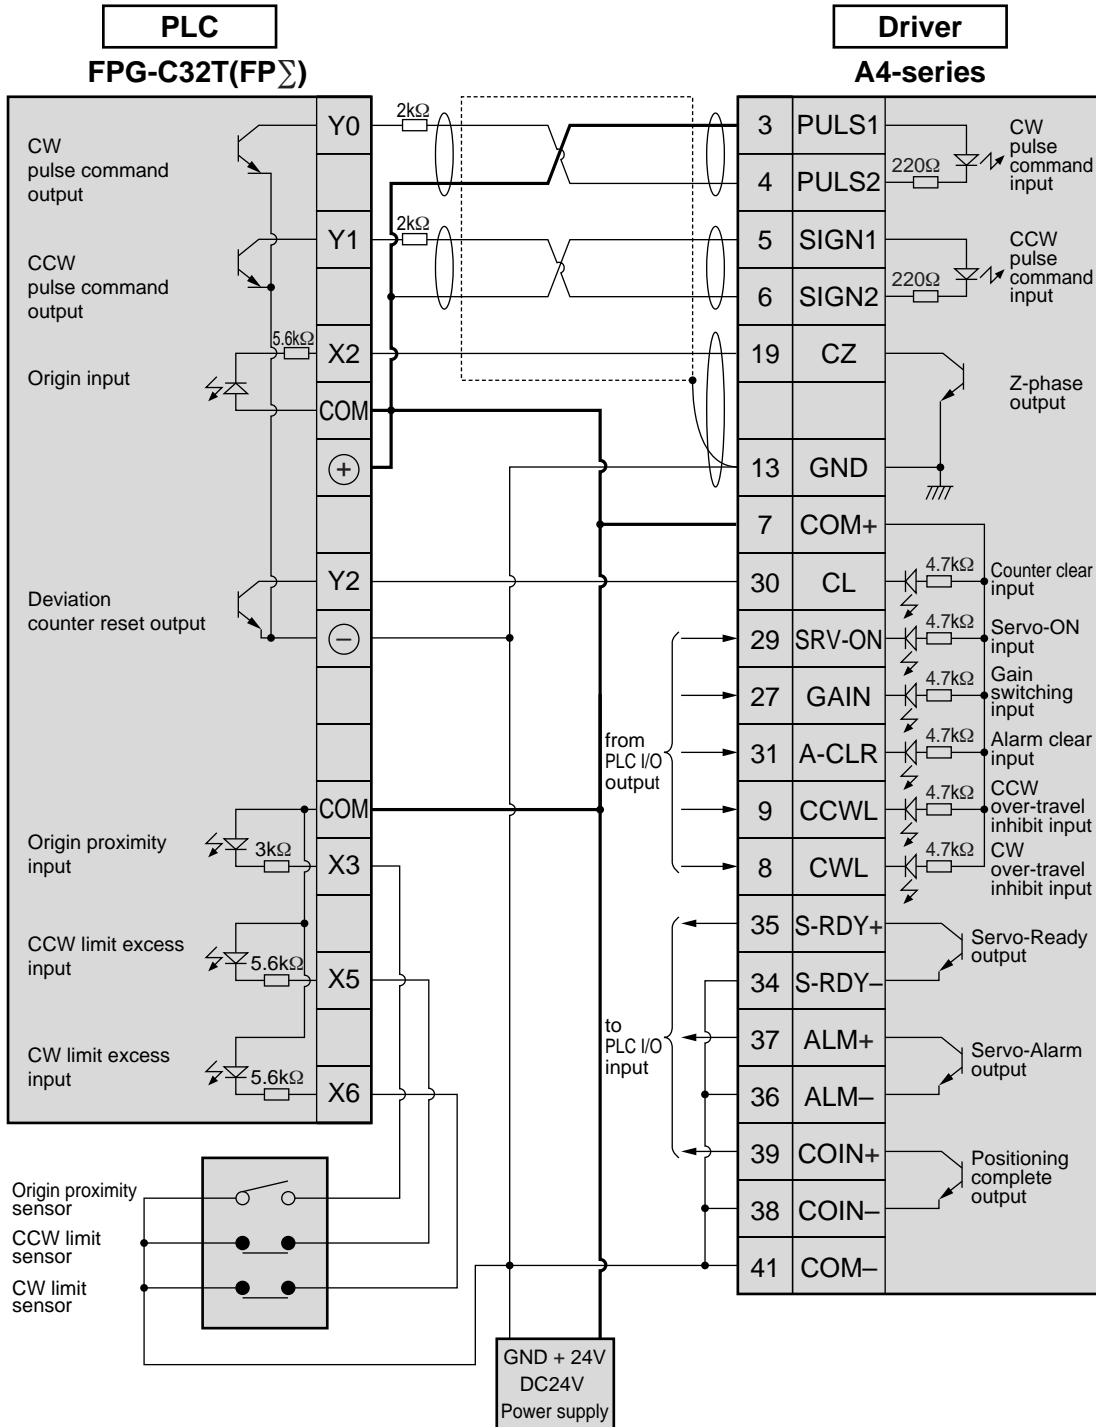 PLC
Driver
FPG-C32T(FP∑)
A4-series
CW
pulse command
output
Y0
2kΩ
3
PULS1
4
PULS2
220Ω
CW
pulse
command
input
CCW
pulse command
output
Y1
2kΩ
5
SIGN1
6
SIGN2
220Ω
CCW
pulse
command
input
Origin input
5.6kΩ
X2
COM
+
19
CZ
13
GND
Z-phase
output
7
COM+
Deviation
counter reset output
Y2
−
30
CL
4.7kΩ
Counter clear
input
29
SRV-ON
4.7kΩ
Servo-ON
input
27
GAIN
4.7kΩ
Gain
switching
input
from
PLC I/O
output
31
A-CLR
4.7kΩ
Alarm clear
input
9
CCWL
4.7kΩ
CCW
over-travel
inhibit input
8
CWL
4.7kΩ
CW
over-travel
inhibit input
COM
Origin proximity
input
3kΩ
X3
CCW limit excess
input
5.6kΩ
X5
CW limit excess
input
5.6kΩ
X6
to
PLC I/O
input
35
S-RDY+
34
S-RDY–
Servo-Ready
output
37
ALM+
36
ALM–
Servo-Alarm
output
39
COIN+
38
COIN–
Positioning
complete
output
41
COM–
Origin proximity
sensor
CCW limit
sensor
CW limit
sensor
GND + 24V
DC24V
Power supply